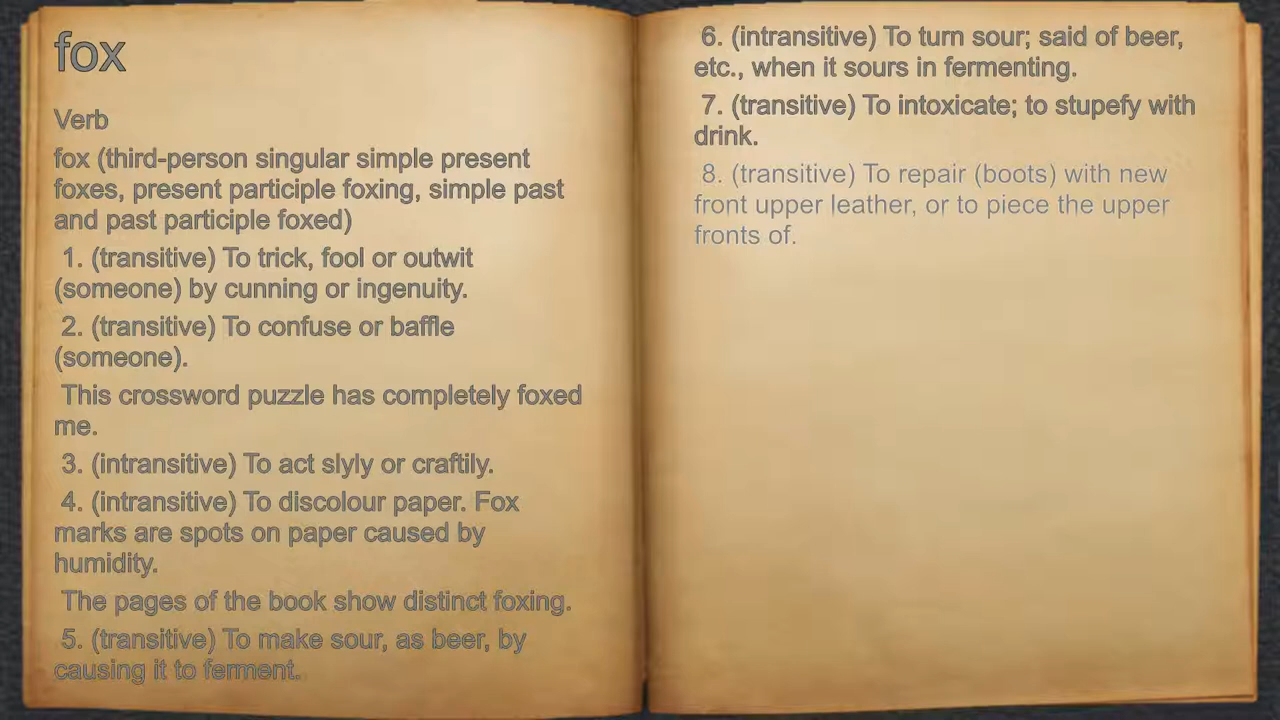 fox
Verb
fox (third-person singular simple present
foxes, present participle foxing, simple past
and past participle foxed)
1. (transitive) To trick, fool or outwit
(someone) by cunning or ingenuity.
2. (transitive) To confuse or baffle
(someone).
This crossword puzzle has completely foxed
me.
3. (intransitive) To act slyly or craftily.
4. (intransitive) To discolour paper. Fox
marks are spots on paper caused by
humidity.
The pages of the book show distinct foxing.
5. (transitive) To make sour, as beer, by
causing it to ferment.
6. (intransitive) To turn sour; said of beer,
etc., when it sours in fermenting.
7. (transitive) To intoxicate; to stupefy with
drink.
8. (transitive) To repair (boots) with new
front upper leather, or to piece the upper
fronts of.